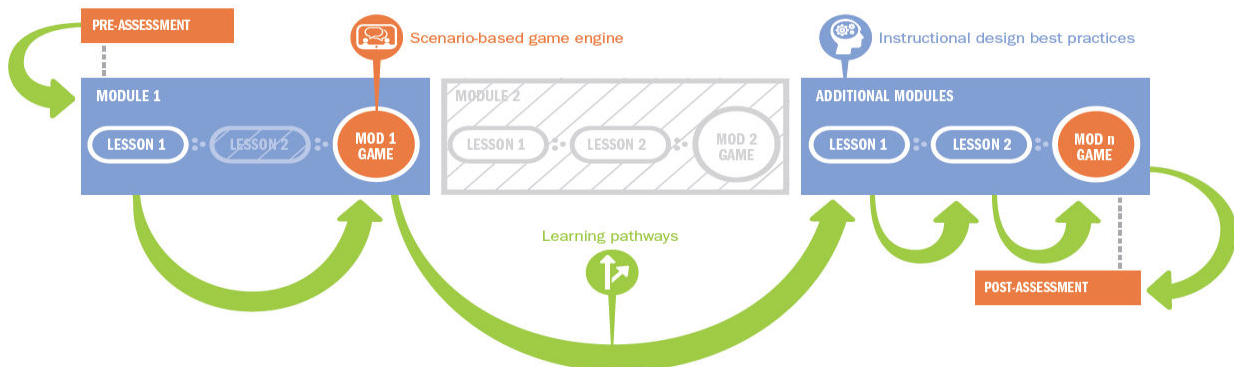 PRE-ASSESSMENT
Scenario-based game engine
Instructional design best practices
MODULE 1
LESSON 1
LESSON 2
MOD 1
GAME
MODULE 2
LESSON 1
LESSON 2
MOD 2
GAME
ADDITIONAL MODULES
LESSON 1
LESSON 2
MOD n
GAME
Learning pathways
POST-ASSESSMENT